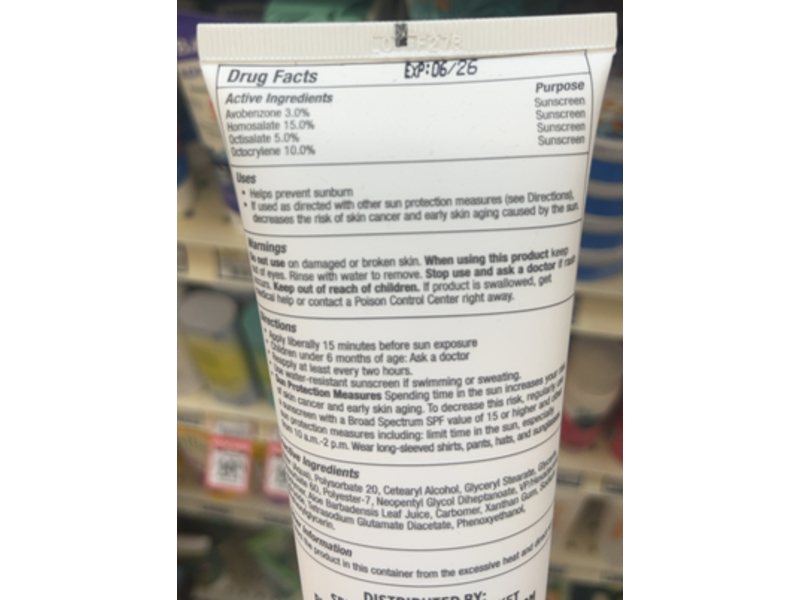 EXP:06/26
Drug Facts
Active Ingredients Purpose
Avobenzone 3.0% Sunscreen
Homosalate 15.0% Sunscreen
Octisalate 5.0% Sunscreen
Octocrylene 10.0% Sunscreen
Uses
• Helps prevent sunburn
• If used as directed with other sun protection measures (see Directions),
decreases the risk of skin cancer and early skin aging caused by the sun.
Warnings
Do not use on damaged or broken skin. When using this product keep
out of eyes. Rinse with water to remove. Stop use and ask a doctor if rash
occurs. Keep out of reach of children. If product is swallowed, get
medical help or contact a Poison Control Center right away.
Directions
• Apply liberally 15 minutes before sun exposure
• Children under 6 months of age: Ask a doctor
• Reapply at least every two hours.
• Use water-resistant sunscreen if swimming or sweating.
• Sun Protection Measures Spending time in the sun increases your
of skin cancer and early skin aging. To decrease this risk, regularly
a sunscreen with a Broad Spectrum SPF value of 15 or higher and
sun protection measures including: limit time in the sun, especially
10 a.m.-2 p.m. Wear long-sleeved shirts, pants, hats, and sunglasses
Ingredients
Polysorbate 20, Cetearyl Alcohol, Glyceryl Stearate,
60, Polyester-7, Neopentyl Glycol Diheptanoate,
Aloe Barbadensis Leaf Juice, Carbomer, Xanthan Gum,
Tetrasodium Glutamate Diacetate, Phenoxyethanol,
information
the product in this container from the excessive heat and
DISTRIBUTED BY: